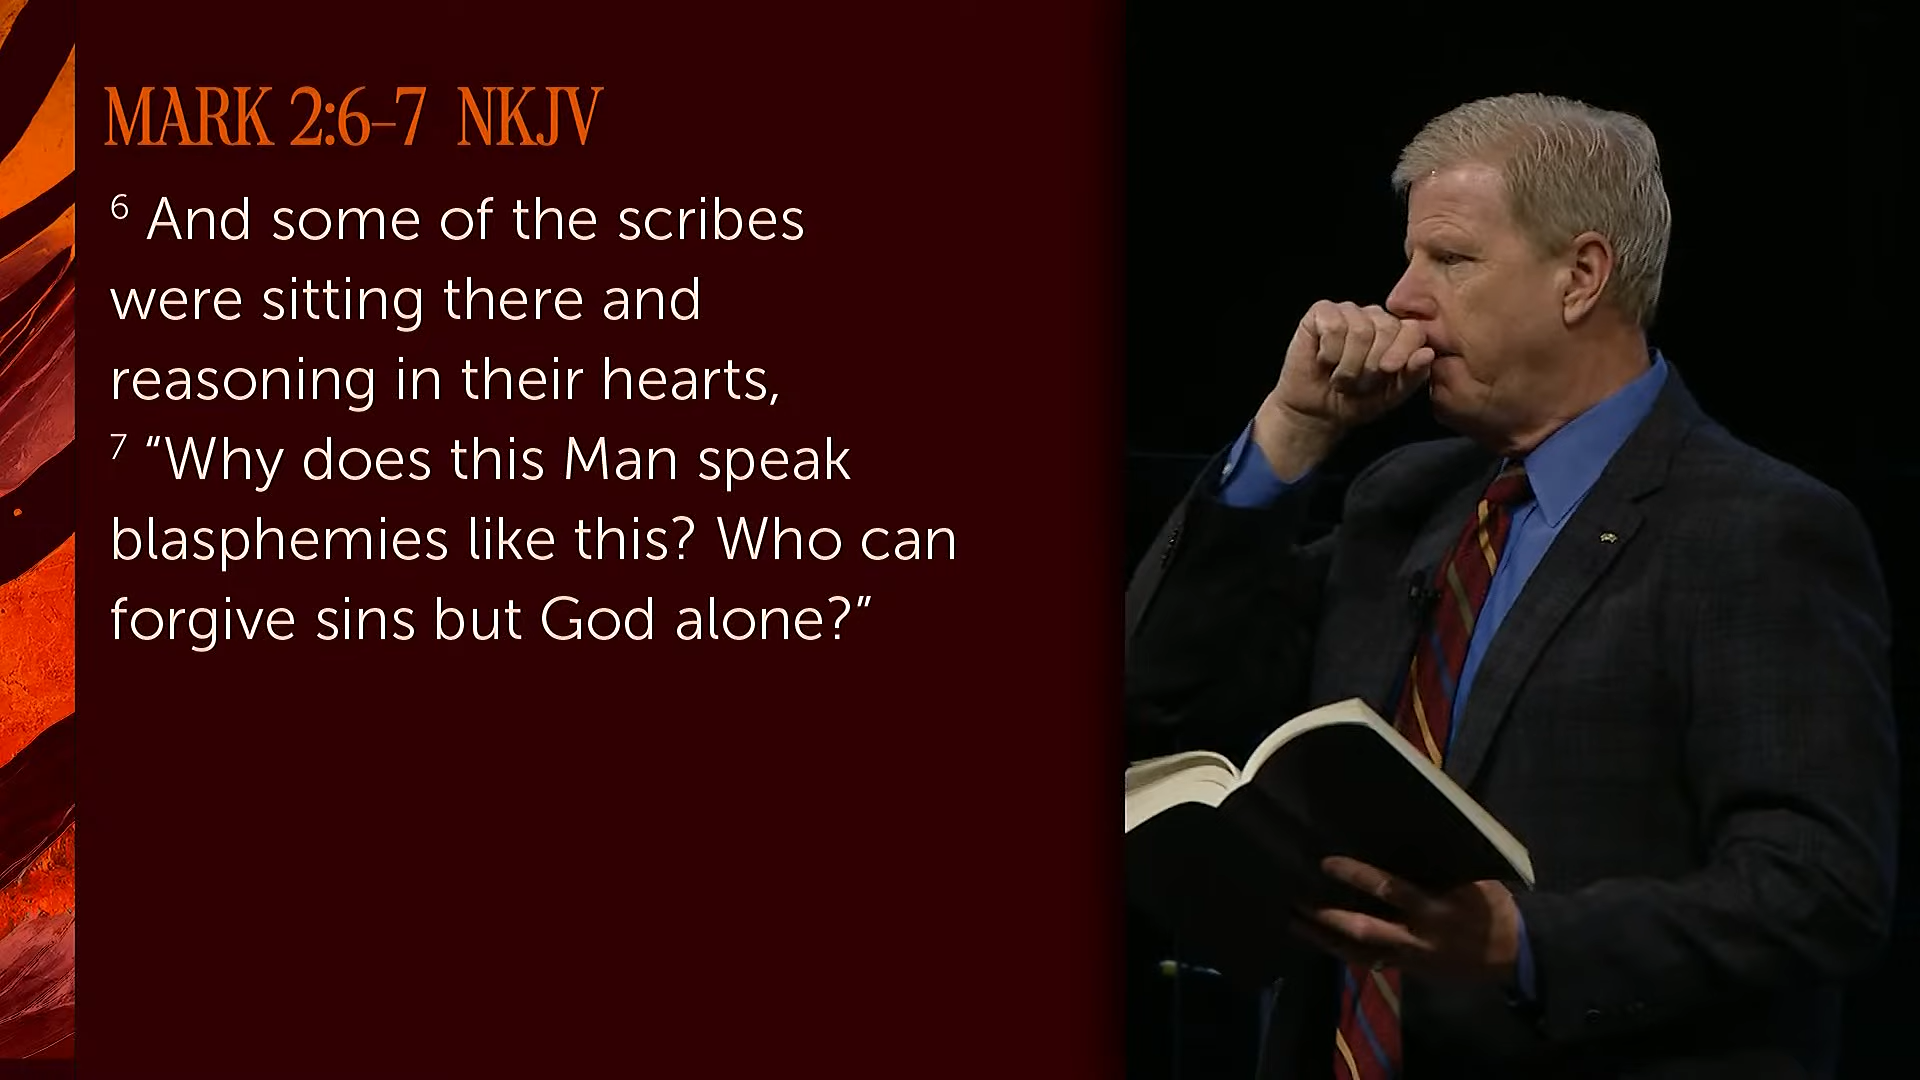 MARK 2:6–7 NKJV
6 And some of the scribes
were sitting there and
reasoning in their hearts,
7 “Why does this Man speak
blasphemies like this? Who can
forgive sins but God alone?”